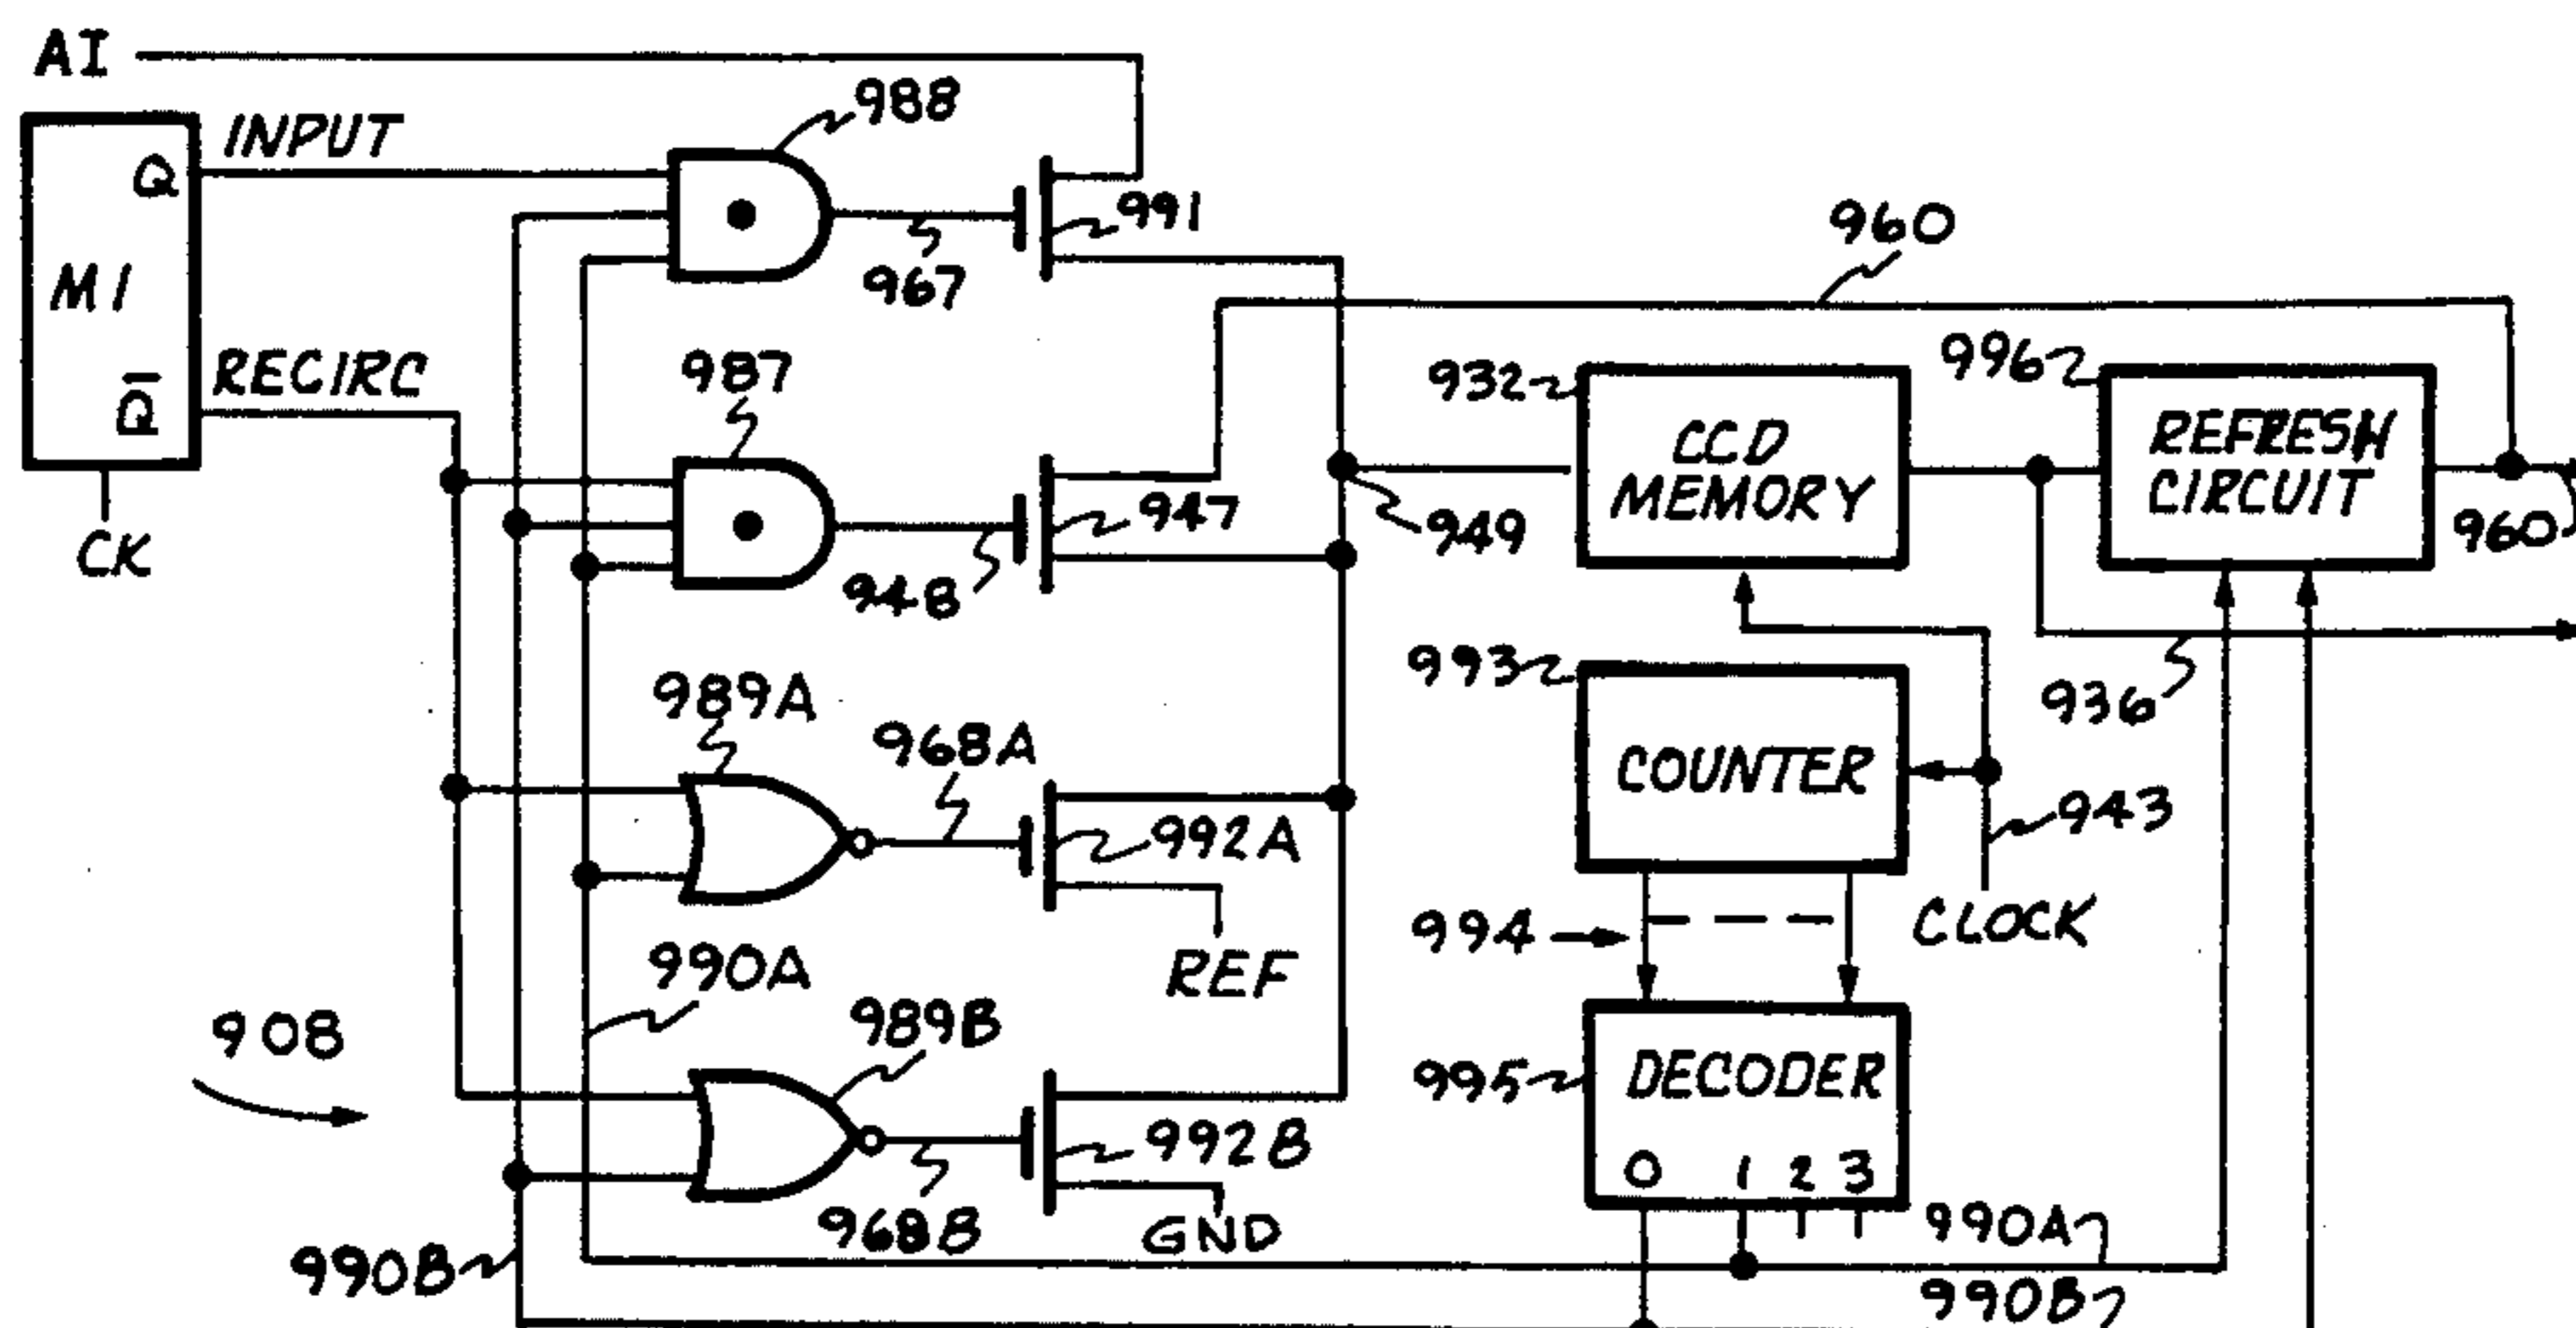 AI
988
INPUT
Q
991
960
M1
967
RECIRC
Q̅
987
932
996
CCD
MEMORY
REFRESH
CIRCUIT
947
949
960
CK
948
993
936
989A
968A
COUNTER
943
992A
994
CLOCK
REF
990A
908
989B
995
DECODER
992B
0 1 2 3
968B
GND
990A
990B
990B